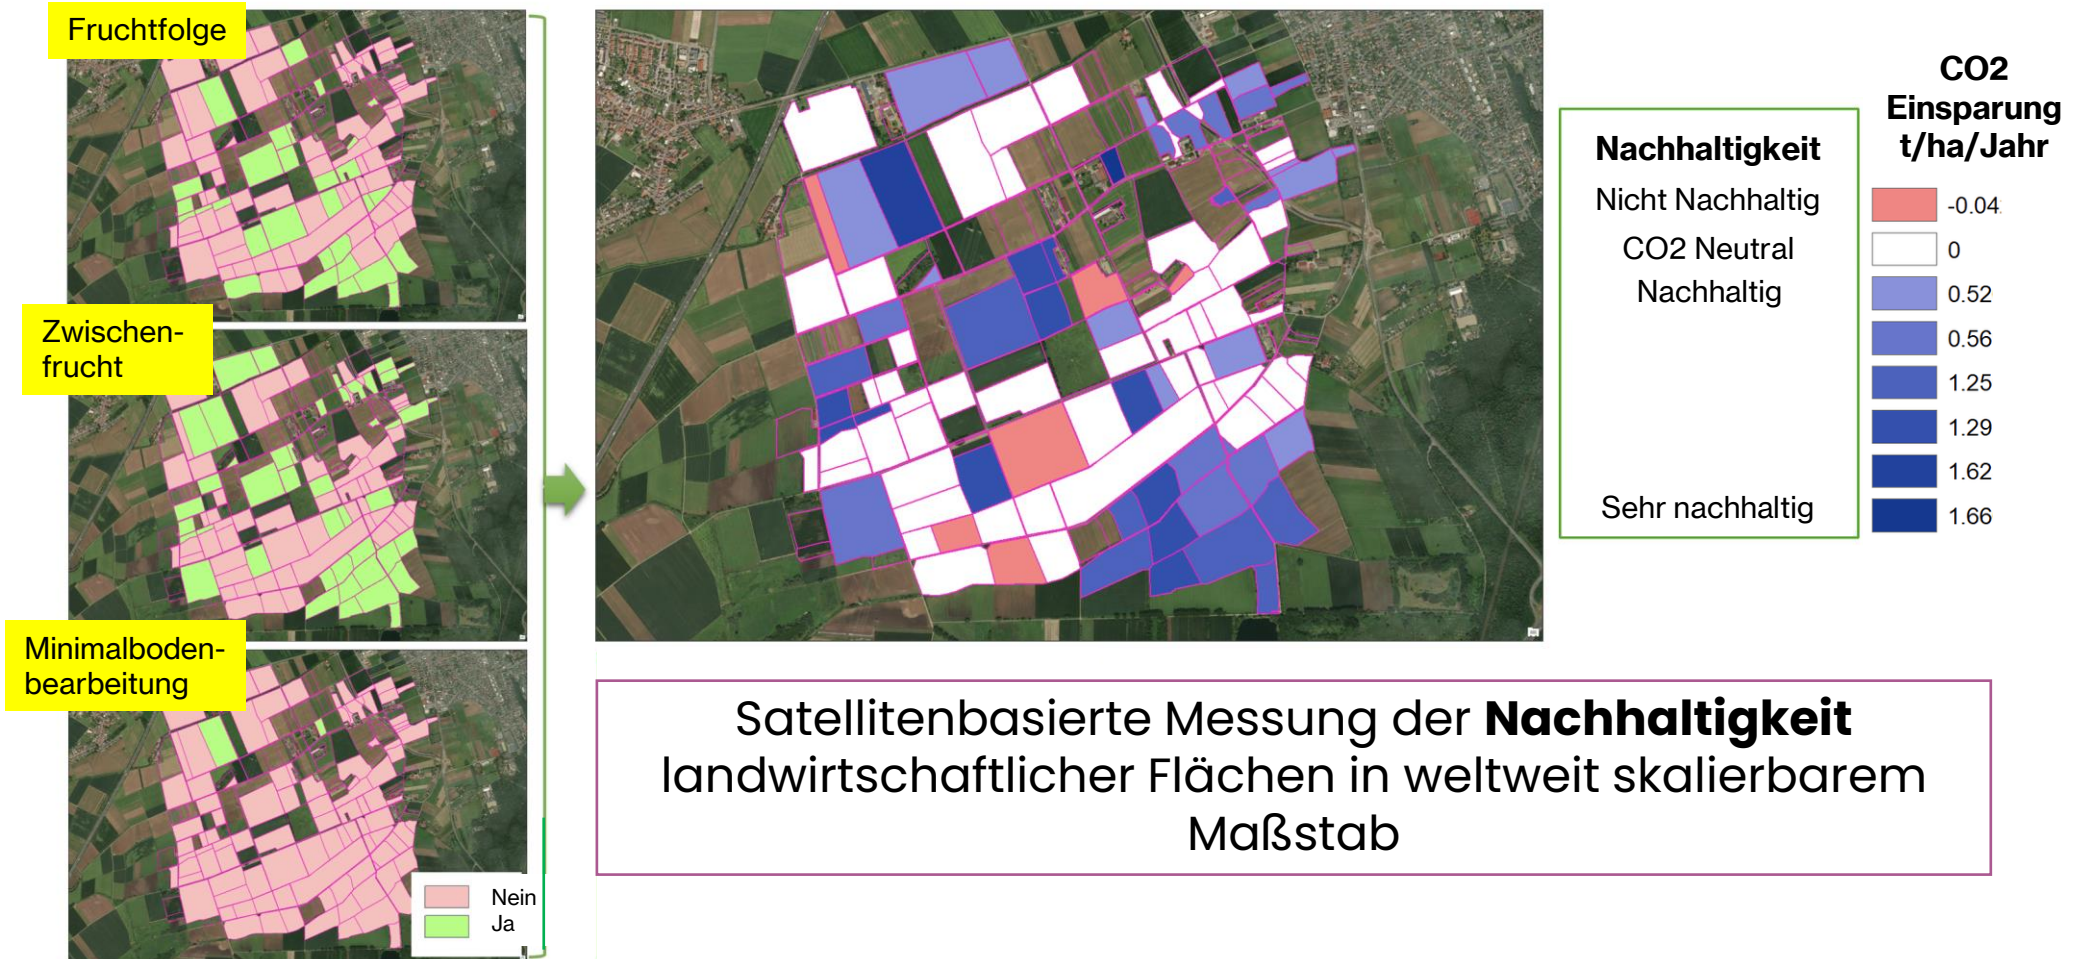 Fruchtfolge
Zwischen-
frucht
Minimalboden-
bearbeitung
Nein
Ja
Nachhaltigkeit
Nicht Nachhaltig
CO2 Neutral
Nachhaltig
Sehr nachhaltig
CO2
Einsparung
t/ha/Jahr
-0.04
0
0.52
0.56
1.25
1.29
1.62
1.66
Satellitenbasierte Messung der Nachhaltigkeit
landwirtschaftlicher Flächen in weltweit skalierbarem
Maßstab